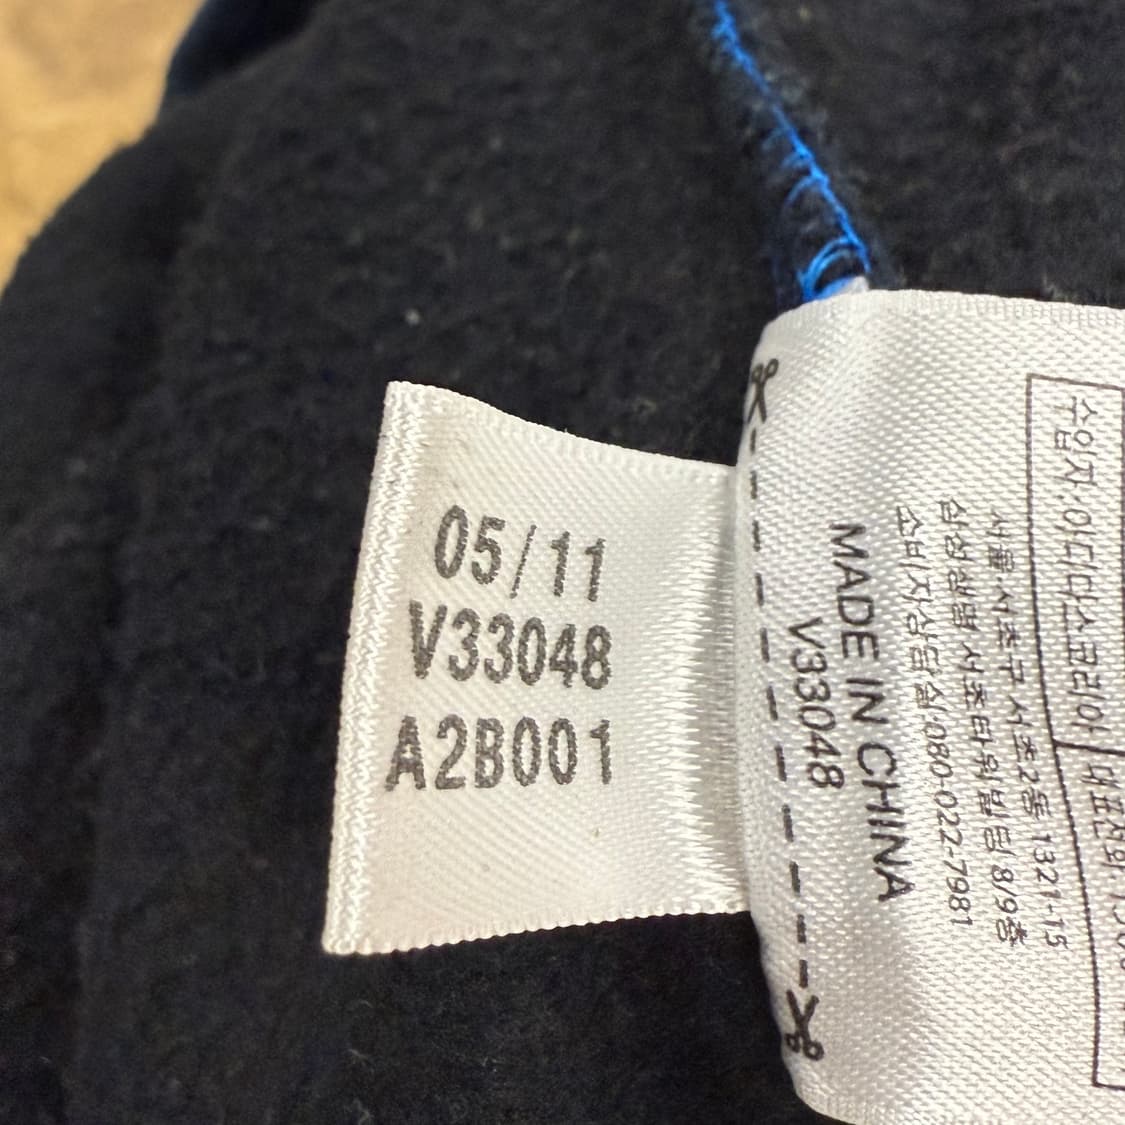 05/11
V33048
A2B001
수입자:아디다스코리아
서울.서초구.서초2동 1321-15
삼성생명 서초타워빌딩 8/9층
소비자상담실:080-022-7981
MADE IN CHINA
V33048